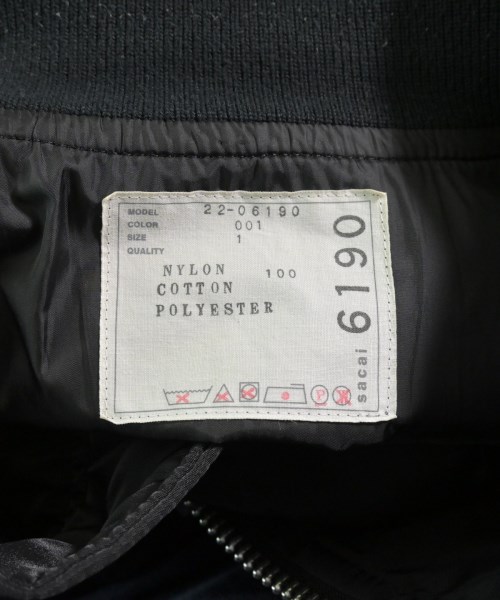 MODEL 22-06190
COLOR 001
SIZE 1
QUALITY
NYLON 100
COTTON
POLYESTER
P W
sacai 6190